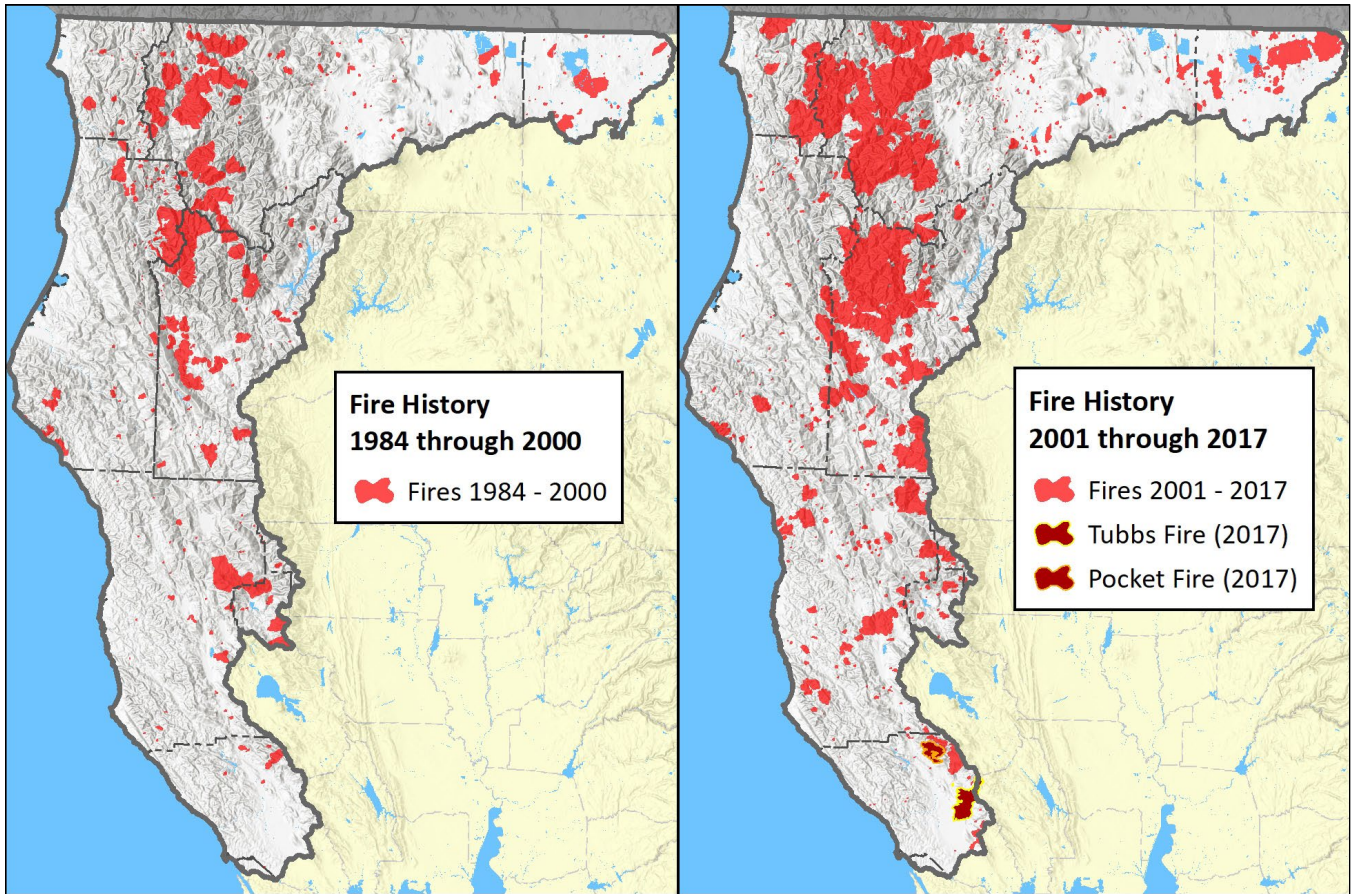 Fire History
1984 through 2000
Fires 1984 - 2000
Fire History
2001 through 2017
Fires 2001 - 2017
Tubbs Fire (2017)
Pocket Fire (2017)